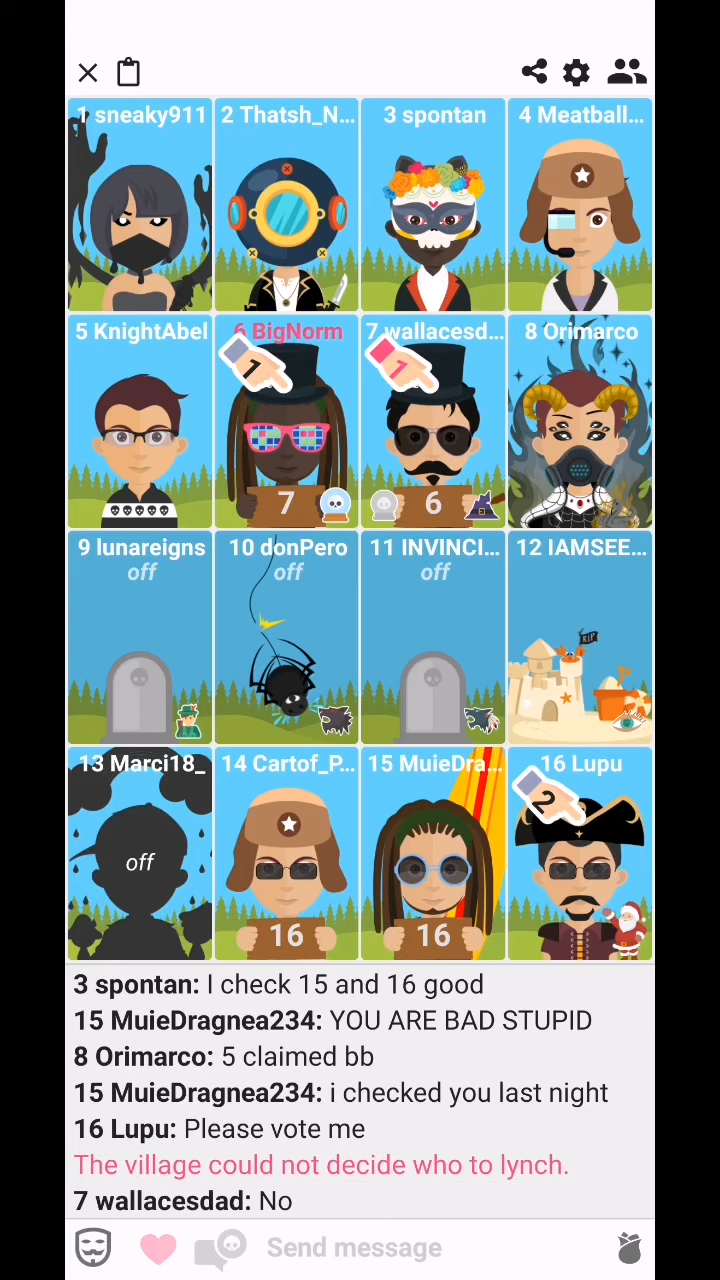 1 sneaky911
2 Thatsh_N...
3 spontan
4 Meatball...
5 KnightAbel
6 BigNorm
7 wallacesd...
8 Orimarco
1
1
7
6
9 lunareigns
off
10 donPero
off
11 INVINCI...
off
12 IAMSEE...
RIP
13 Marci18_
off
14 Cartof_P...
15 MuieDra...
16 Lupu
2
16
16
3 spontan: I check 15 and 16 good
15 MuieDragnea234: YOU ARE BAD STUPID
8 Orimarco: 5 claimed bb
15 MuieDragnea234: i checked you last night
16 Lupu: Please vote me
The village could not decide who to lynch.
7 wallacesdad: No
Send message